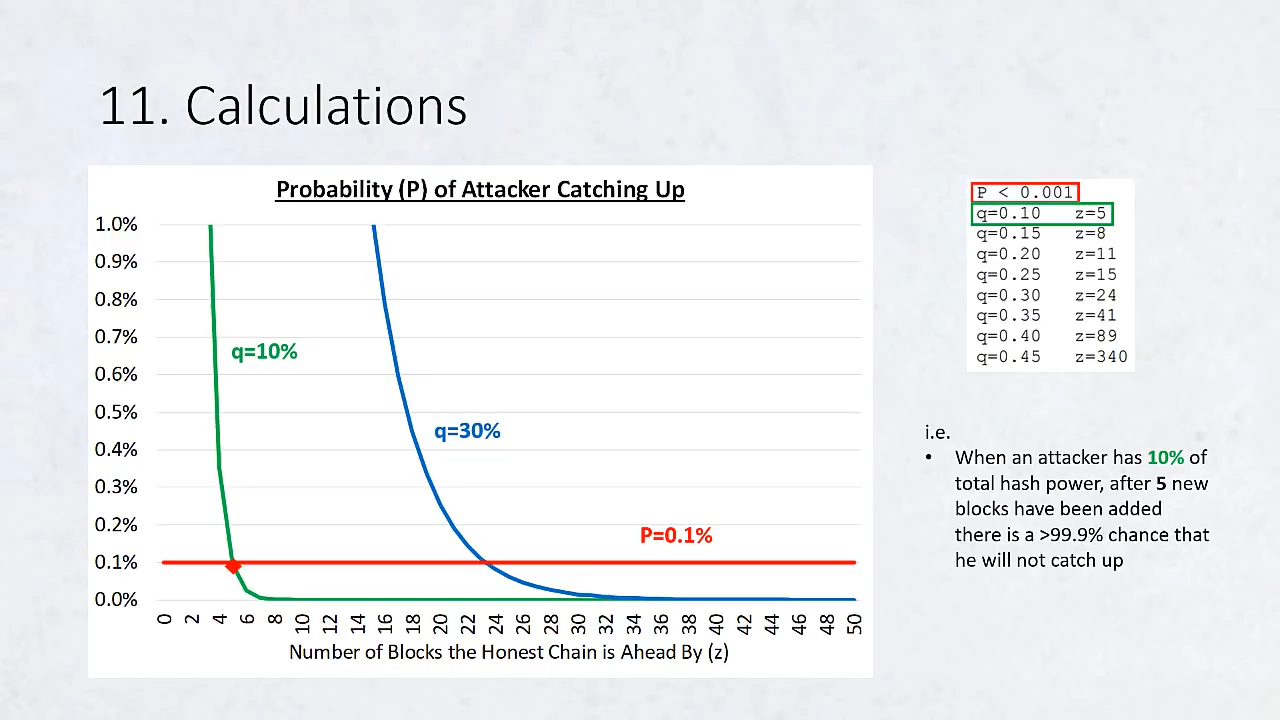 11. Calculations
Probability (P) of Attacker Catching Up
1.0%
0.9%
0.8%
0.7%
0.6%
0.5%
0.4%
0.3%
0.2%
0.1%
0.0%
q=10%
q=30%
P=0.1%
0 2 4 6 8 10 12 14 16 18 20 22 24 26 28 30 32 34 36 38 40 42 44 46 48 50
Number of Blocks the Honest Chain is Ahead By (z)
P < 0.001
q=0.10 z=5
q=0.15 z=8
q=0.20 z=11
q=0.25 z=15
q=0.30 z=24
q=0.35 z=41
q=0.40 z=89
q=0.45 z=340
i.e.
• When an attacker has 10% of
total hash power, after 5 new
blocks have been added
there is a >99.9% chance that
he will not catch up